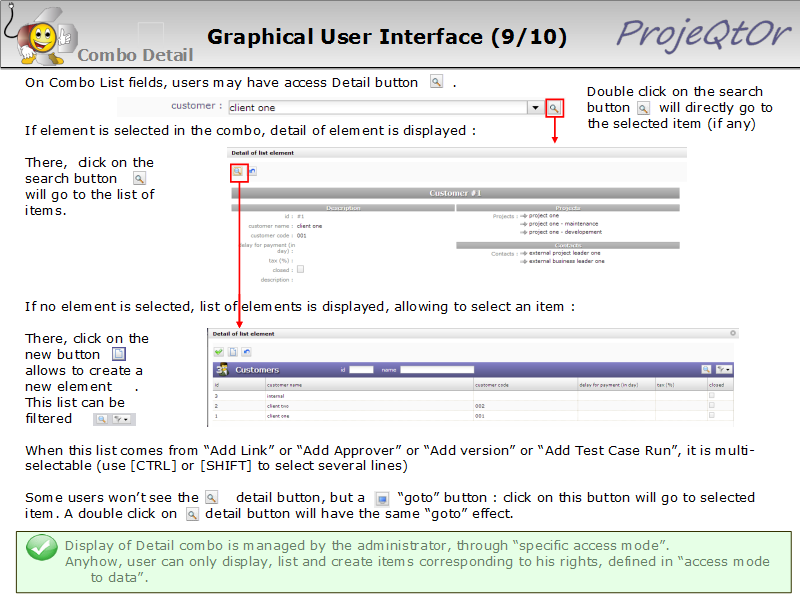 Combo Detail
Graphical User Interface (9/10)
ProjeQtOr
On Combo List fields, users may have access Detail button .
customer : client one
Double click on the search
button will directly go to
the selected item (if any)
If element is selected in the combo, detail of element is displayed :
There, click on the
search button
will go to the list of
items.
Detail of list element
Customer #1
Description
id : #1
customer name : client one
customer code : 001
delay for payment (in
day) :
tax (%) :
closed :
description :
Projects
Projects : project one
project one - maintenance
project one - developement
Contacts
Contacts : external project leader one
external business leader one
If no element is selected, list of elements is displayed, allowing to select an item :
There, click on the
new button
allows to create a
new element .
This list can be
filtered
Detail of list element
3 Customers id name
id customer name customer code delay for payment (in day) tax (%) closed
3 internal
2 client two 002
1 client one 001
When this list comes from “Add Link” or “Add Approver” or “Add version” or “Add Test Case Run”, it is multi-
selectable (use [CTRL] or [SHIFT] to select several lines)
Some users won’t see the detail button, but a “goto” button : click on this button will go to selected
item. A double click on detail button will have the same “goto” effect.
Display of Detail combo is managed by the administrator, through “specific access mode”.
Anyhow, user can only display, list and create items corresponding to his rights, defined in “access mode
to data”.